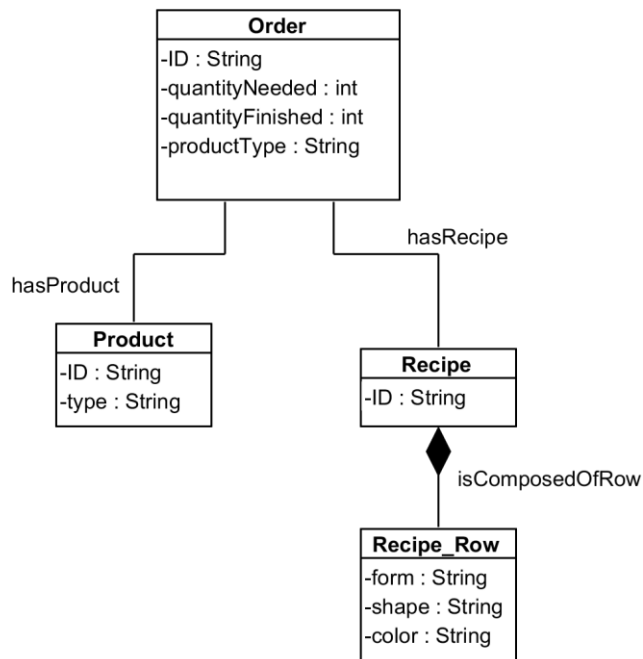 Order
-ID : String
-quantityNeeded : int
-quantityFinished : int
-productType : String
hasRecipe
hasProduct
Product
-ID : String
-type : String
Recipe
-ID : String
isComposedOfRow
Recipe_Row
-form : String
-shape : String
-color : String